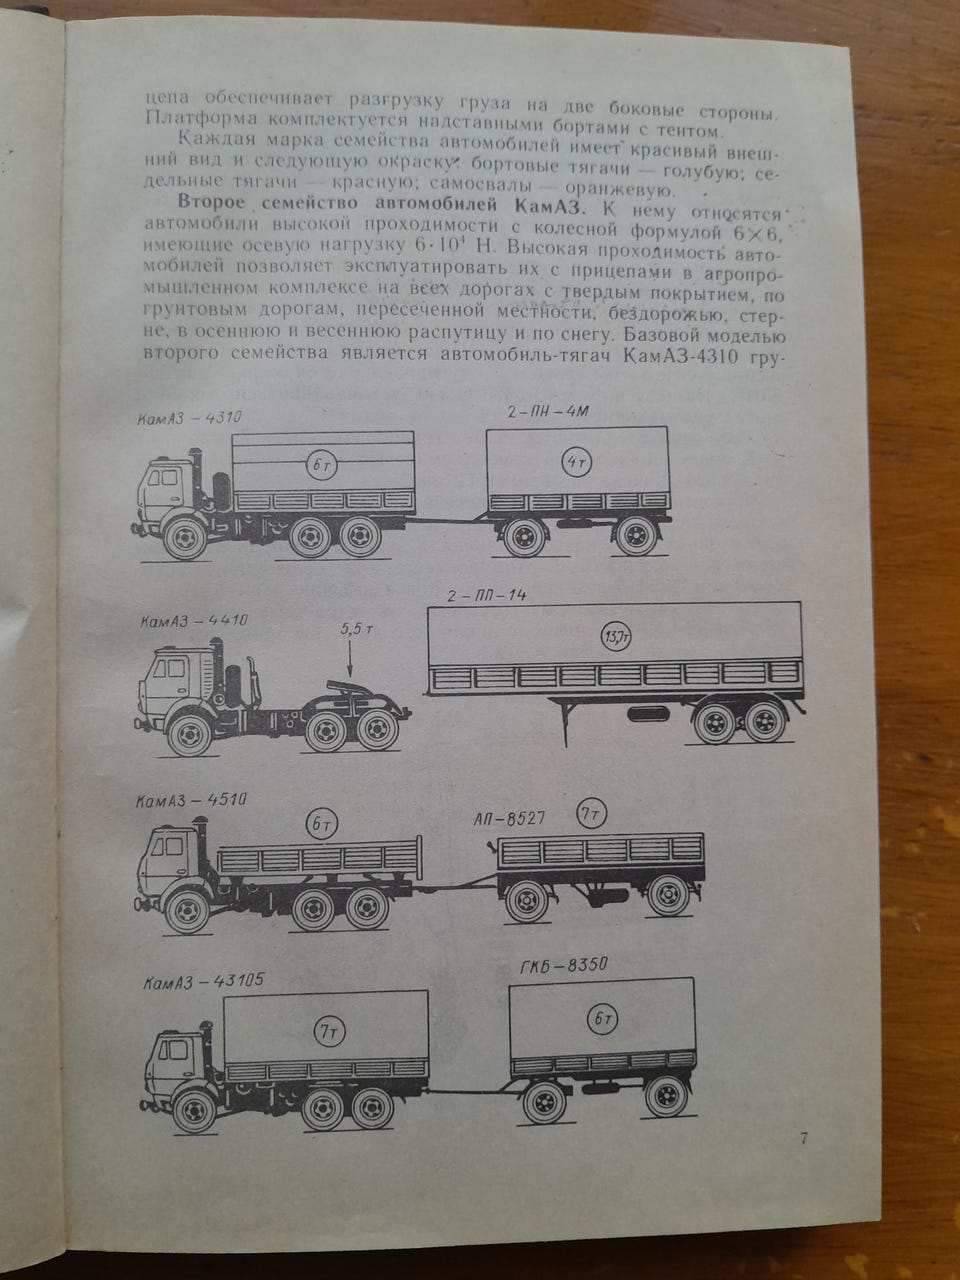 цепа обеспечивает разгрузку груза на две боковые стороны.
Платформа комплектуется надставными бортами с тентом.
Каждая марка семейства автомобилей имеет красивый внеш-
ний вид и следующую окраску: бортовые тягачи — голубую; се-
дельные тягачи — красную; самосвалы — оранжевую.
Второе семейство автомобилей КамАЗ. К нему относятся
автомобили высокой проходимости с колесной формулой 6×6,
имеющие осевую нагрузку 6·10⁴ Н. Высокая проходимость авто-
мобилей позволяет эксплуатировать их с прицепами в агропро-
мышленном комплексе на всех дорогах с твердым покрытием, по
грунтовым дорогам, пересеченной местности, бездорожью, стер-
не, в осеннюю и весеннюю распутицу и по снегу. Базовой моделью
второго семейства является автомобиль-тягач КамАЗ-4310 гру-
КамАЗ – 4310
2–ПН–4М
6т
4т
КамАЗ – 4410
5,5 т
2–ПП–14
13,7т
КамАЗ – 4510
6т
АП–8527
7т
КамАЗ – 43105
ГКБ–8350
7т
6т
7